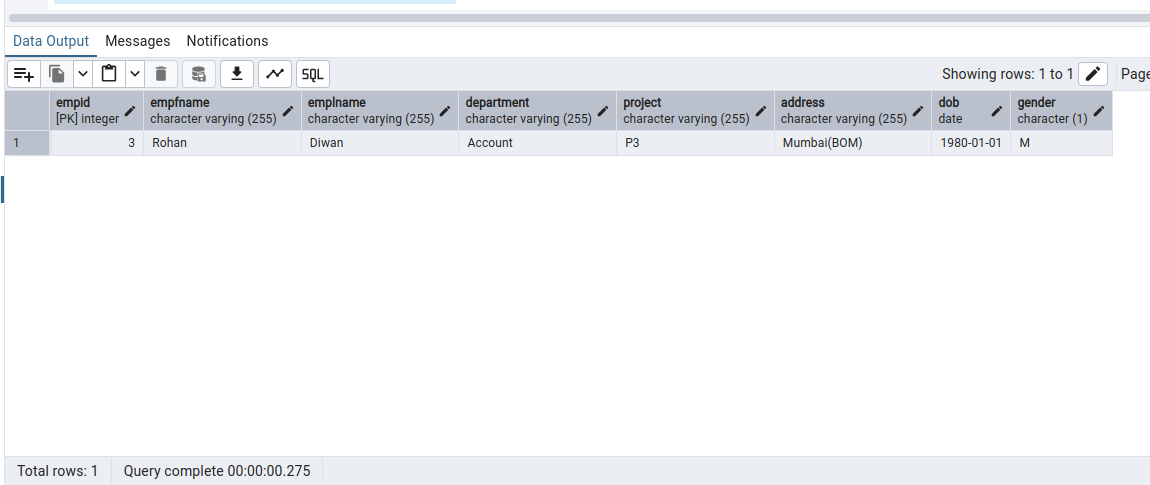 Data Output Messages Notifications
SQL Showing rows: 1 to 1 Page
empid empfname emplname department project address dob gender
[PK] integer character varying (255) character varying (255) character varying (255) character varying (255) character varying (255) date character (1)
1 3 Rohan Diwan Account P3 Mumbai(BOM) 1980-01-01 M
Total rows: 1 Query complete 00:00:00.275